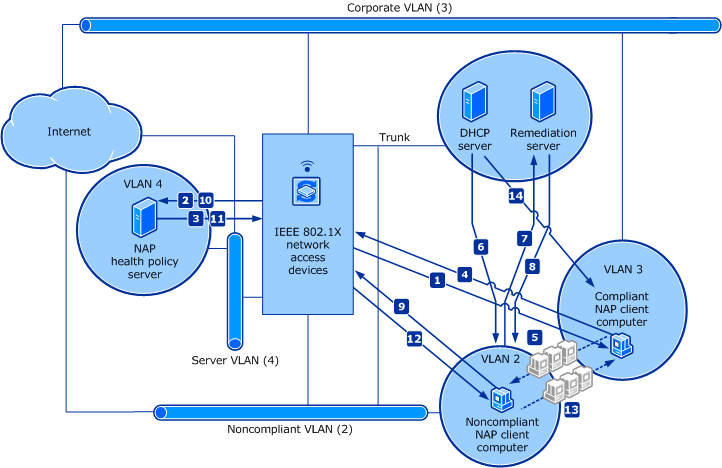 Corporate VLAN (3)
Internet
Trunk
DHCP
server
Remediation
server
VLAN 4
NAP
health policy
server
2
10
3
11
IEEE 802.1X
network
access
devices
14
6
7
8
4
1
9
12
VLAN 3
Compliant
NAP client
computer
5
Server VLAN (4)
VLAN 2
13
Noncompliant
NAP client
computer
Noncompliant VLAN (2)